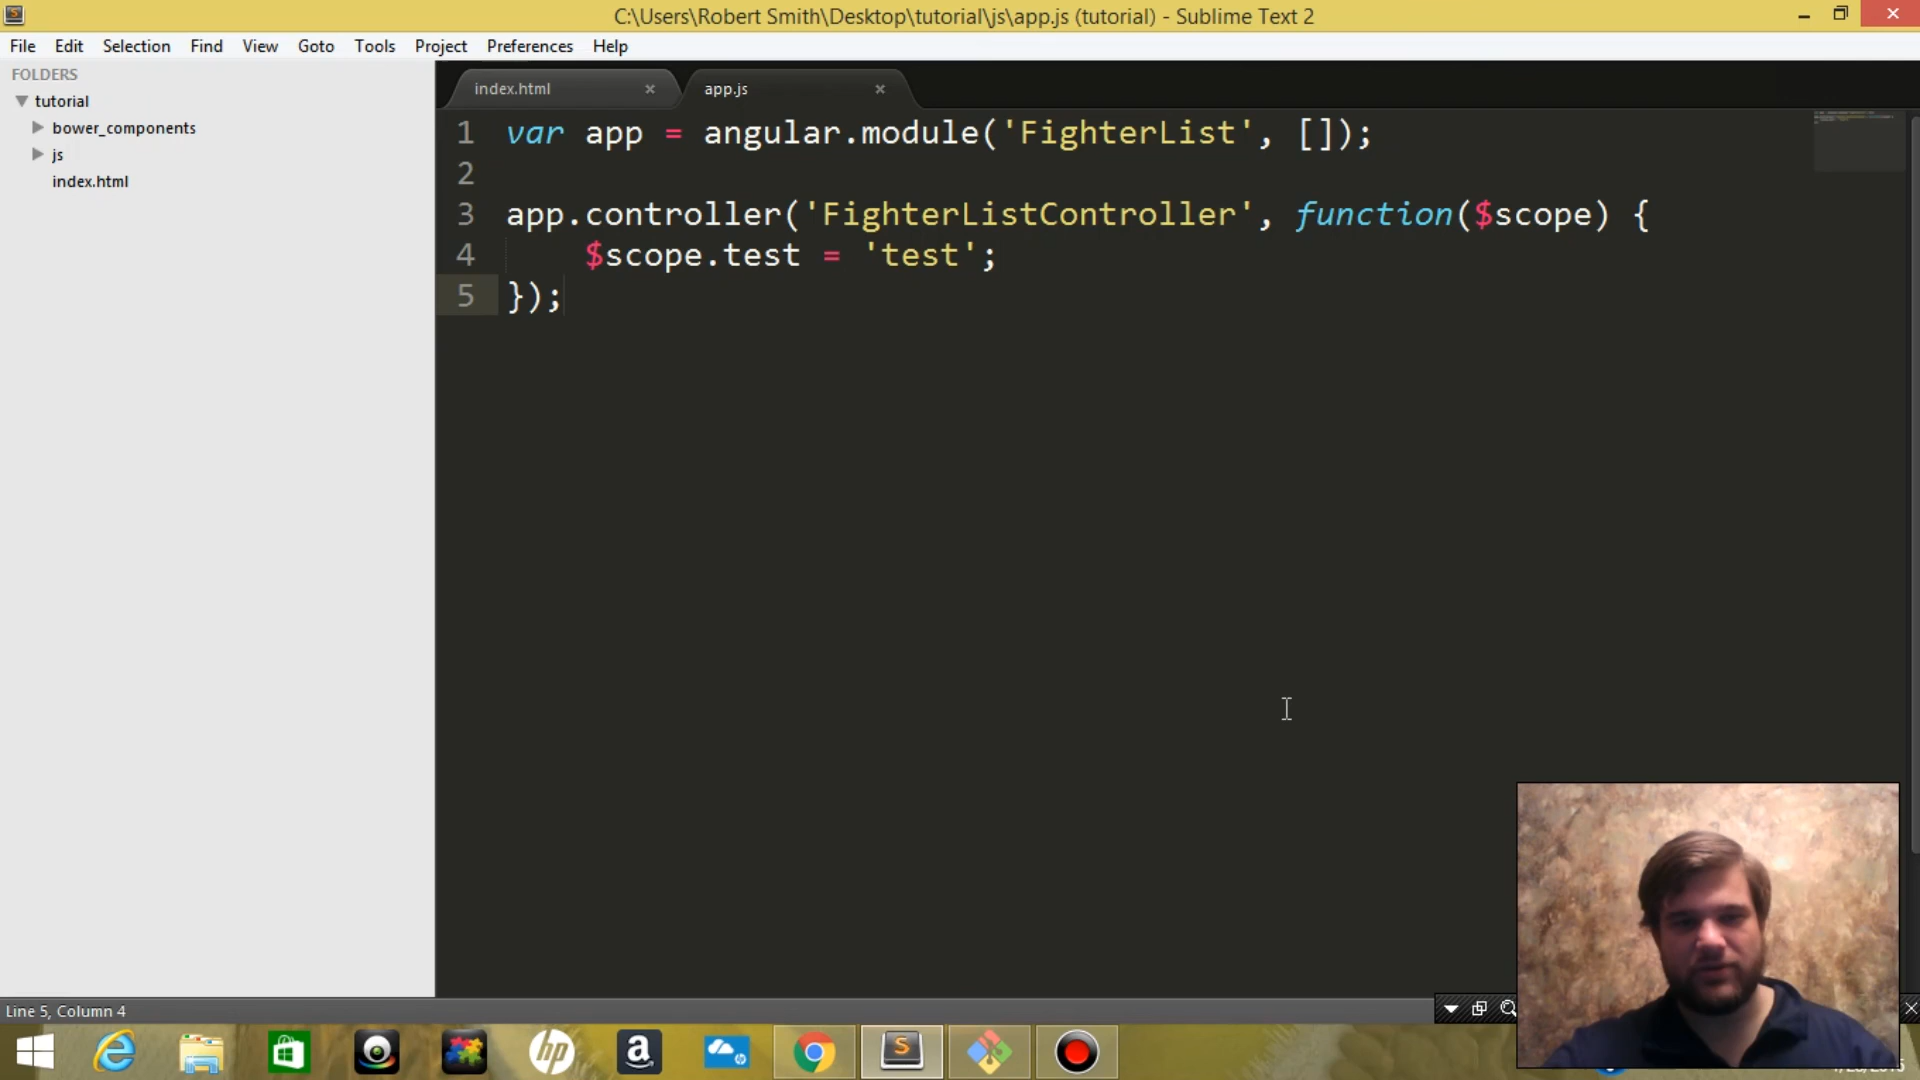 C:\Users\Robert Smith\Desktop\tutorial\js\app.js (tutorial) - Sublime Text 2
File Edit Selection Find View Goto Tools Project Preferences Help
FOLDERS
tutorial
bower_components
js
index.html
index.html
app.js
1 var app = angular.module('FighterList', []);
2
3 app.controller('FighterListController', function($scope) {
4 $scope.test = 'test';
5 });
Line 5, Column 4
hp
a